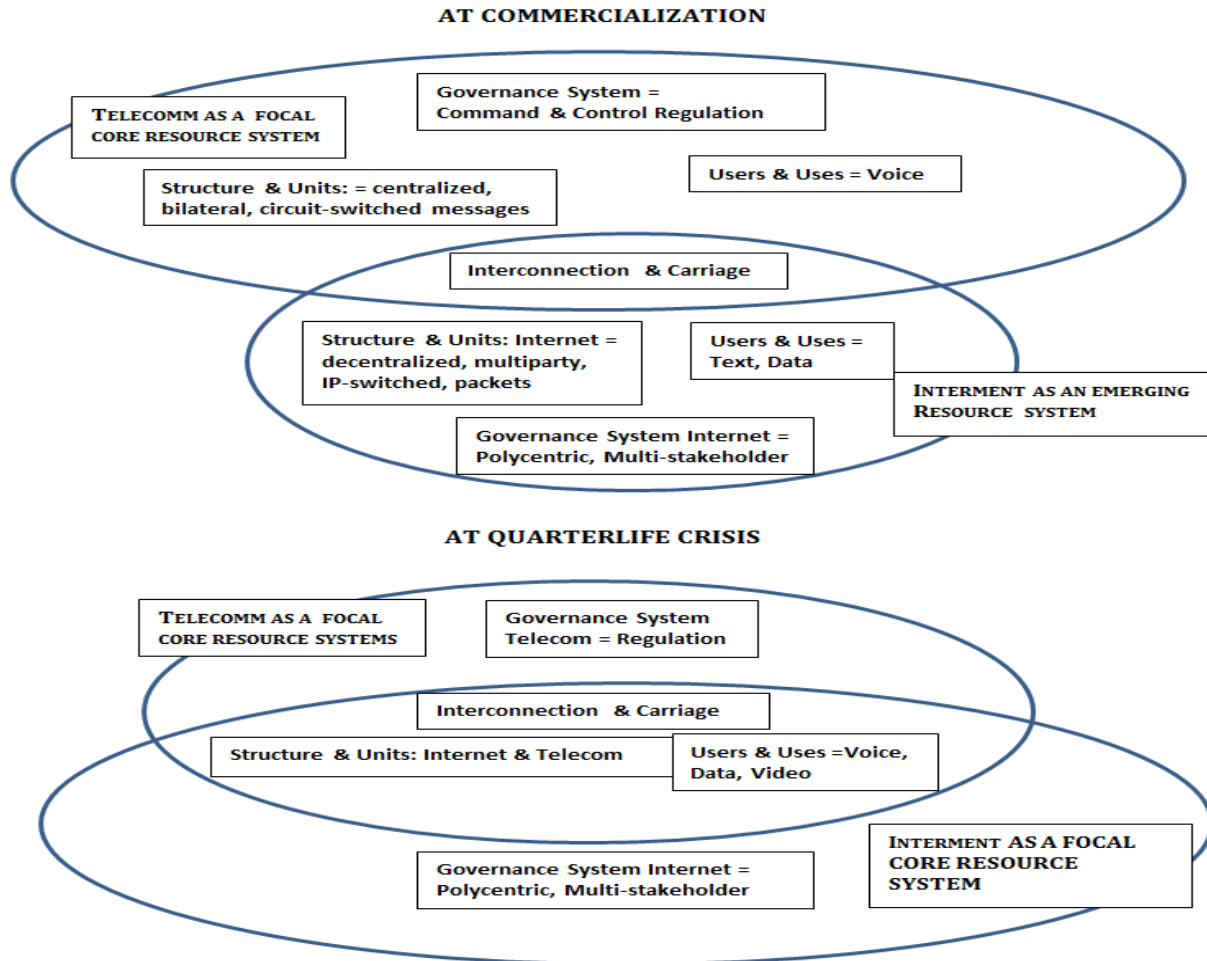 AT COMMERCIALIZATION
Governance System =
Command & Control Regulation
TELECOMM AS A FOCAL
CORE RESOURCE SYSTEM
Users & Uses = Voice
Structure & Units: = centralized,
bilateral, circuit-switched messages
Interconnection & Carriage
Structure & Units: Internet =
decentralized, multiparty,
IP-switched, packets
Users & Uses =
Text, Data
INTERMENT AS AN EMERGING
RESOURCE SYSTEM
Governance System Internet =
Polycentric, Multi-stakeholder
AT QUARTERLIFE CRISIS
TELECOMM AS A FOCAL
CORE RESOURCE SYSTEMS
Governance System
Telecom = Regulation
Interconnection & Carriage
Structure & Units: Internet & Telecom
Users & Uses =Voice,
Data, Video
INTERMENT AS A FOCAL
CORE RESOURCE
SYSTEM
Governance System Internet =
Polycentric, Multi-stakeholder